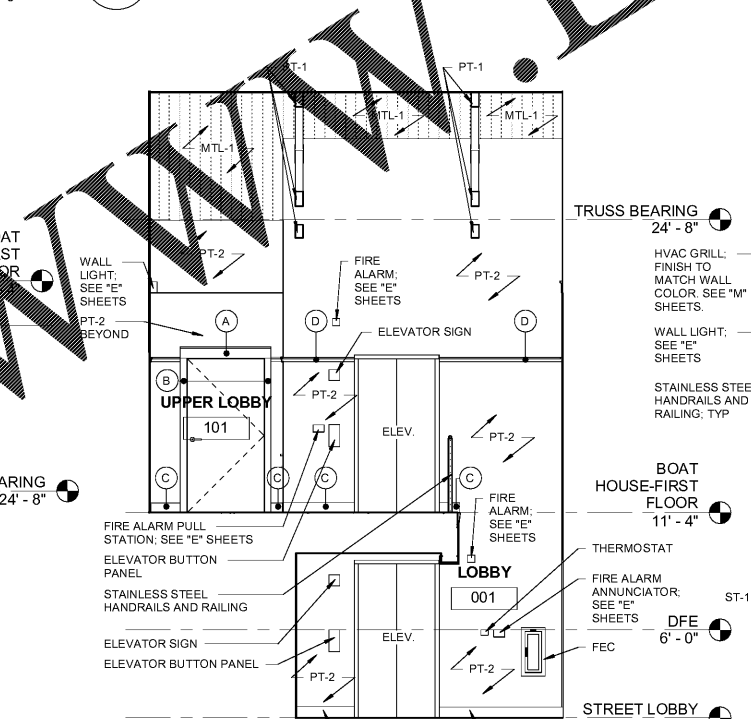 WWW.L
PT-1
PT-1
MTL-1
MTL-1
MTL-1
TRUSS BEARING
24' - 8"
OAT
ST
OR
WALL
LIGHT;
SEE "E"
SHEETS
PT-2
FIRE
ALARM;
SEE "E"
SHEETS
PT-2
HVAC GRILL;
FINISH TO
MATCH WALL
COLOR. SEE "M"
SHEETS.
PT-2
BEYOND
A
D
ELEVATOR SIGN
D
WALL LIGHT;
SEE "E"
SHEETS
B
UPPER LOBBY
101
PT-2
ELEV.
PT-2
STAINLESS STEE
HANDRAILS AND
RAILING; TYP
ARING
24' - 8"
C
C
C
C
BOAT
HOUSE-FIRST
FLOOR
11' - 4"
FIRE ALARM PULL
STATION; SEE "E" SHEETS
FIRE
ALARM;
SEE "E"
SHEETS
ELEVATOR BUTTON
PANEL
THERMOSTAT
STAINLESS STEEL
HANDRAILS AND RAILING
LOBBY
001
FIRE ALARM
ANNUNCIATOR;
SEE "E"
SHEETS
ST-1
DFE
6' - 0"
ELEVATOR SIGN
ELEV.
FEC
ELEVATOR BUTTON PANEL
PT-2
PT-2
STREET LOBBY